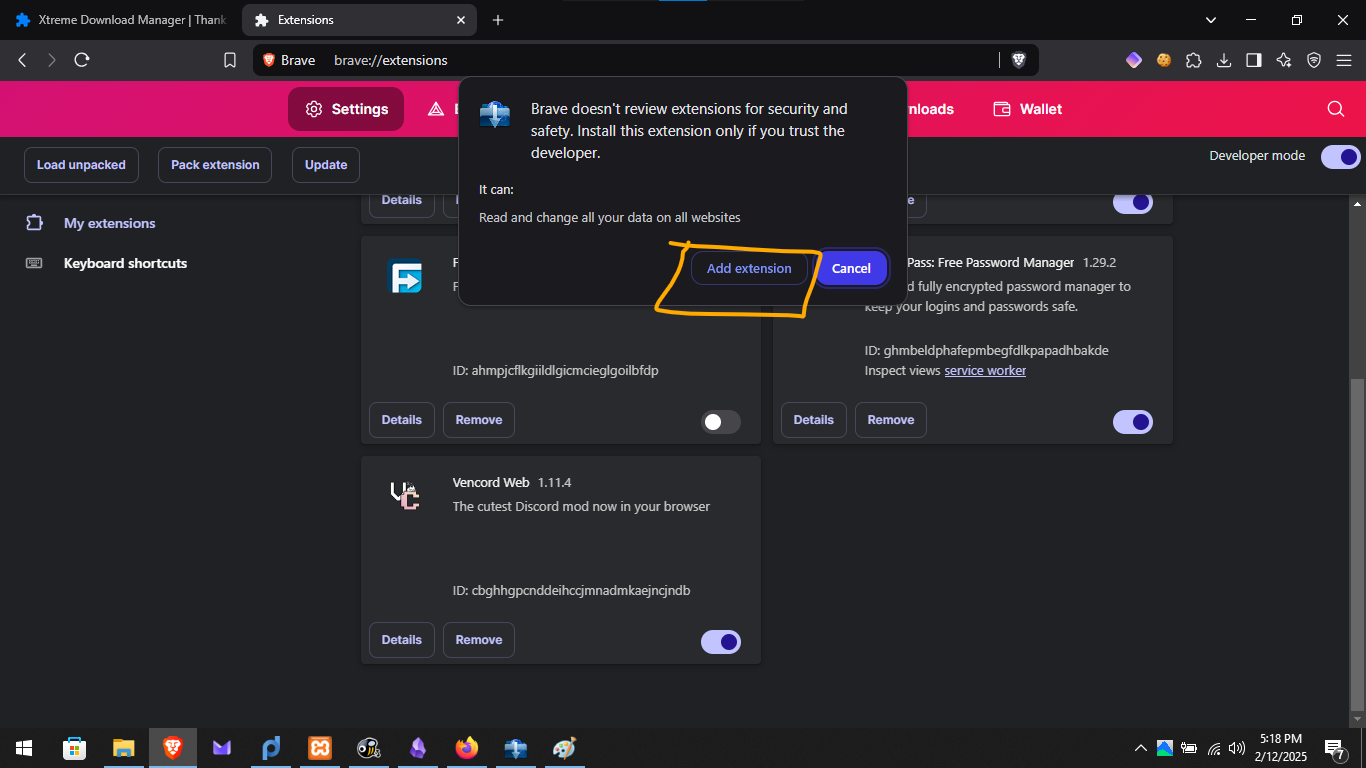 Xtreme Download Manager | Thank
Extensions
Brave
brave://extensions
Settings
nloads
Wallet
Brave doesn't review extensions for security and
safety. Install this extension only if you trust the
developer.
It can:
Read and change all your data on all websites
Add extension
Cancel
Load unpacked
Pack extension
Update
Developer mode
My extensions
Keyboard shortcuts
Details
F
F
ID: ahmpjcflkgiildlgicmcieglgoilbfdp
Details
Remove
Pass: Free Password Manager 1.29.2
d fully encrypted password manager to
keep your logins and passwords safe.
ID: ghmbeldphafepmbegfdlkpapadhbakde
Inspect views service worker
Details
Remove
Vencord Web 1.11.4
The cutest Discord mod now in your browser
ID: cbghhgpcnddeihccjmnadmkaejncjndb
Details
Remove
5:18 PM
2/12/2025
7